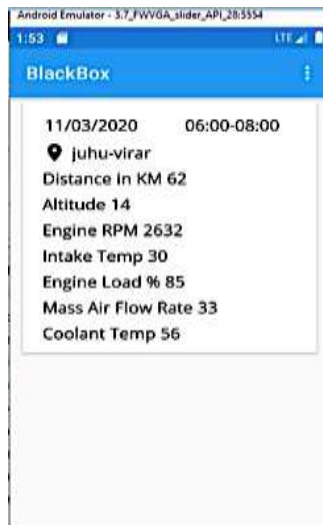 Android Emulator - 3.7_FWVGA_slider_API_28:5554
1:53 LTE
BlackBox
11/03/2020 06:00-08:00
juhu-virar
Distance in KM 62
Altitude 14
Engine RPM 2632
Intake Temp 30
Engine Load % 85
Mass Air Flow Rate 33
Coolant Temp 56